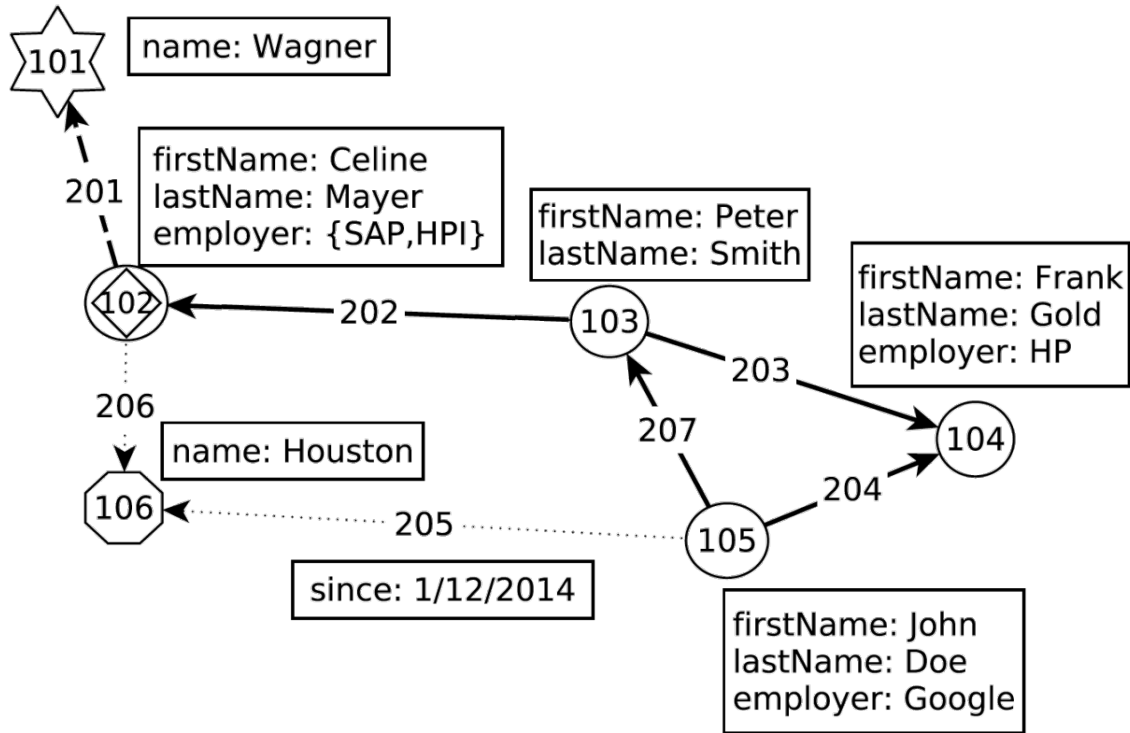 101
name: Wagner
201
firstName: Celine
lastName: Mayer
employer: {SAP,HPI}
102
202
firstName: Peter
lastName: Smith
103
203
firstName: Frank
lastName: Gold
employer: HP
104
206
207
204
name: Houston
106
205
105
since: 1/12/2014
firstName: John
lastName: Doe
employer: Google